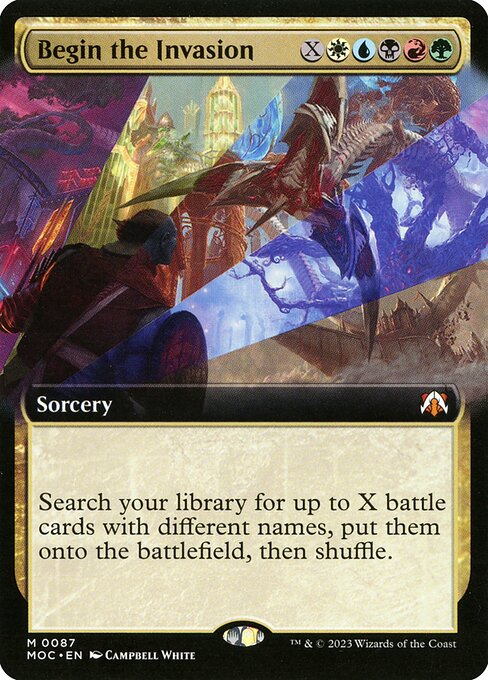 Begin the Invasion X
Sorcery
Search your library for up to X battle
cards with different names, put them
onto the battlefield, then shuffle.
M 0087
MOC • EN Campbell White
™ & © 2023 Wizards of the Coast